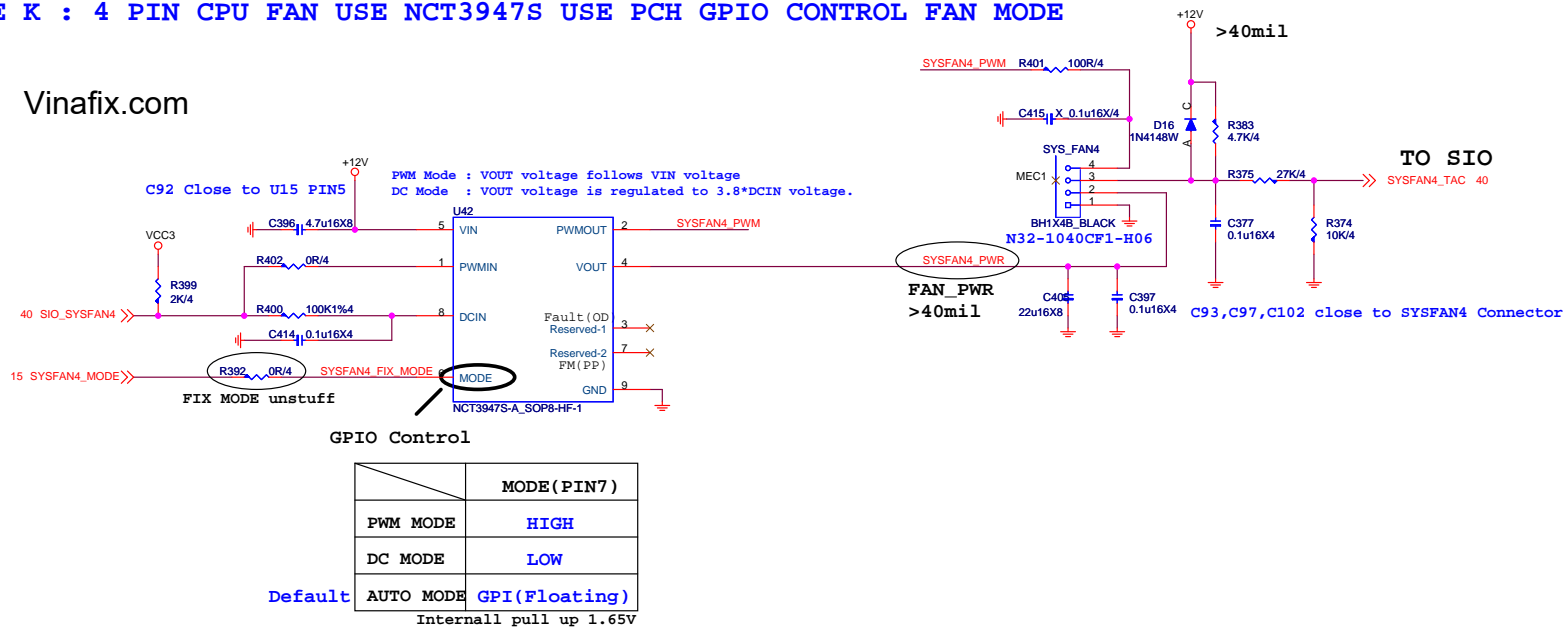 E K : 4 PIN CPU FAN USE NCT3947S USE PCH GPIO CONTROL FAN MODE
Vinafix.com
+12V
>40mil
SYSFAN4_PWM R401 100R/4
C415 X_0.1u16X/4
D16
1N4148W
C
A
R383
4.7K/4
SYS_FAN4
MEC1
4
3
2
1
BH1X4B_BLACK
N32-1040CF1-H06
R375 27K/4
TO SIO
SYSFAN4_TAC 40
C377
0.1u16X4
R374
10K/4
+12V
PWM Mode : VOUT voltage follows VIN voltage
DC Mode : VOUT voltage is regulated to 3.8*DCIN voltage.
C92 Close to U15 PIN5
C396 4.7u16X8
VCC3
R402 0R/4
R399
2K/4
40 SIO_SYSFAN4
R400 100K1%4
C414 0.1u16X4
15 SYSFAN4_MODE
R392 0R/4
SYSFAN4_FIX_MODE
FIX MODE unstuff
U42
5 VIN
PWMOUT 2
SYSFAN4_PWM
1 PWMIN
VOUT 4
8 DCIN
Fault(OD
Reserved-1 3
Reserved-2 7
FM(PP)
MODE
GND 9
NCT3947S-A_SOP8-HF-1
SYSFAN4_PWR
FAN_PWR
>40mil
22u16X8
C397
0.1u16X4
C93,C97,C102 close to SYSFAN4 Connector
GPIO Control
MODE(PIN7)
PWM MODE HIGH
DC MODE LOW
Default AUTO MODE GPI(Floating)
Internall pull up 1.65V